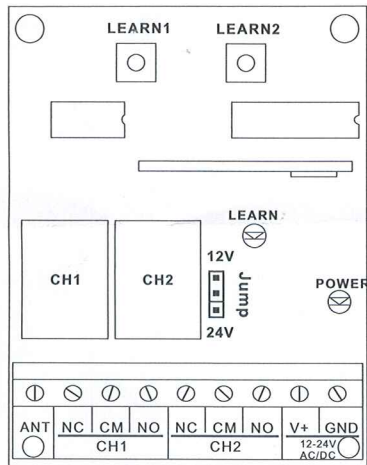 LEARN1 LEARN2
LEARN
12V
CH1 CH2 Jump
POWER
24V
ANT NC CM NO NC CM NO V+ GND
CH1 CH2 12-24V
AC/DC